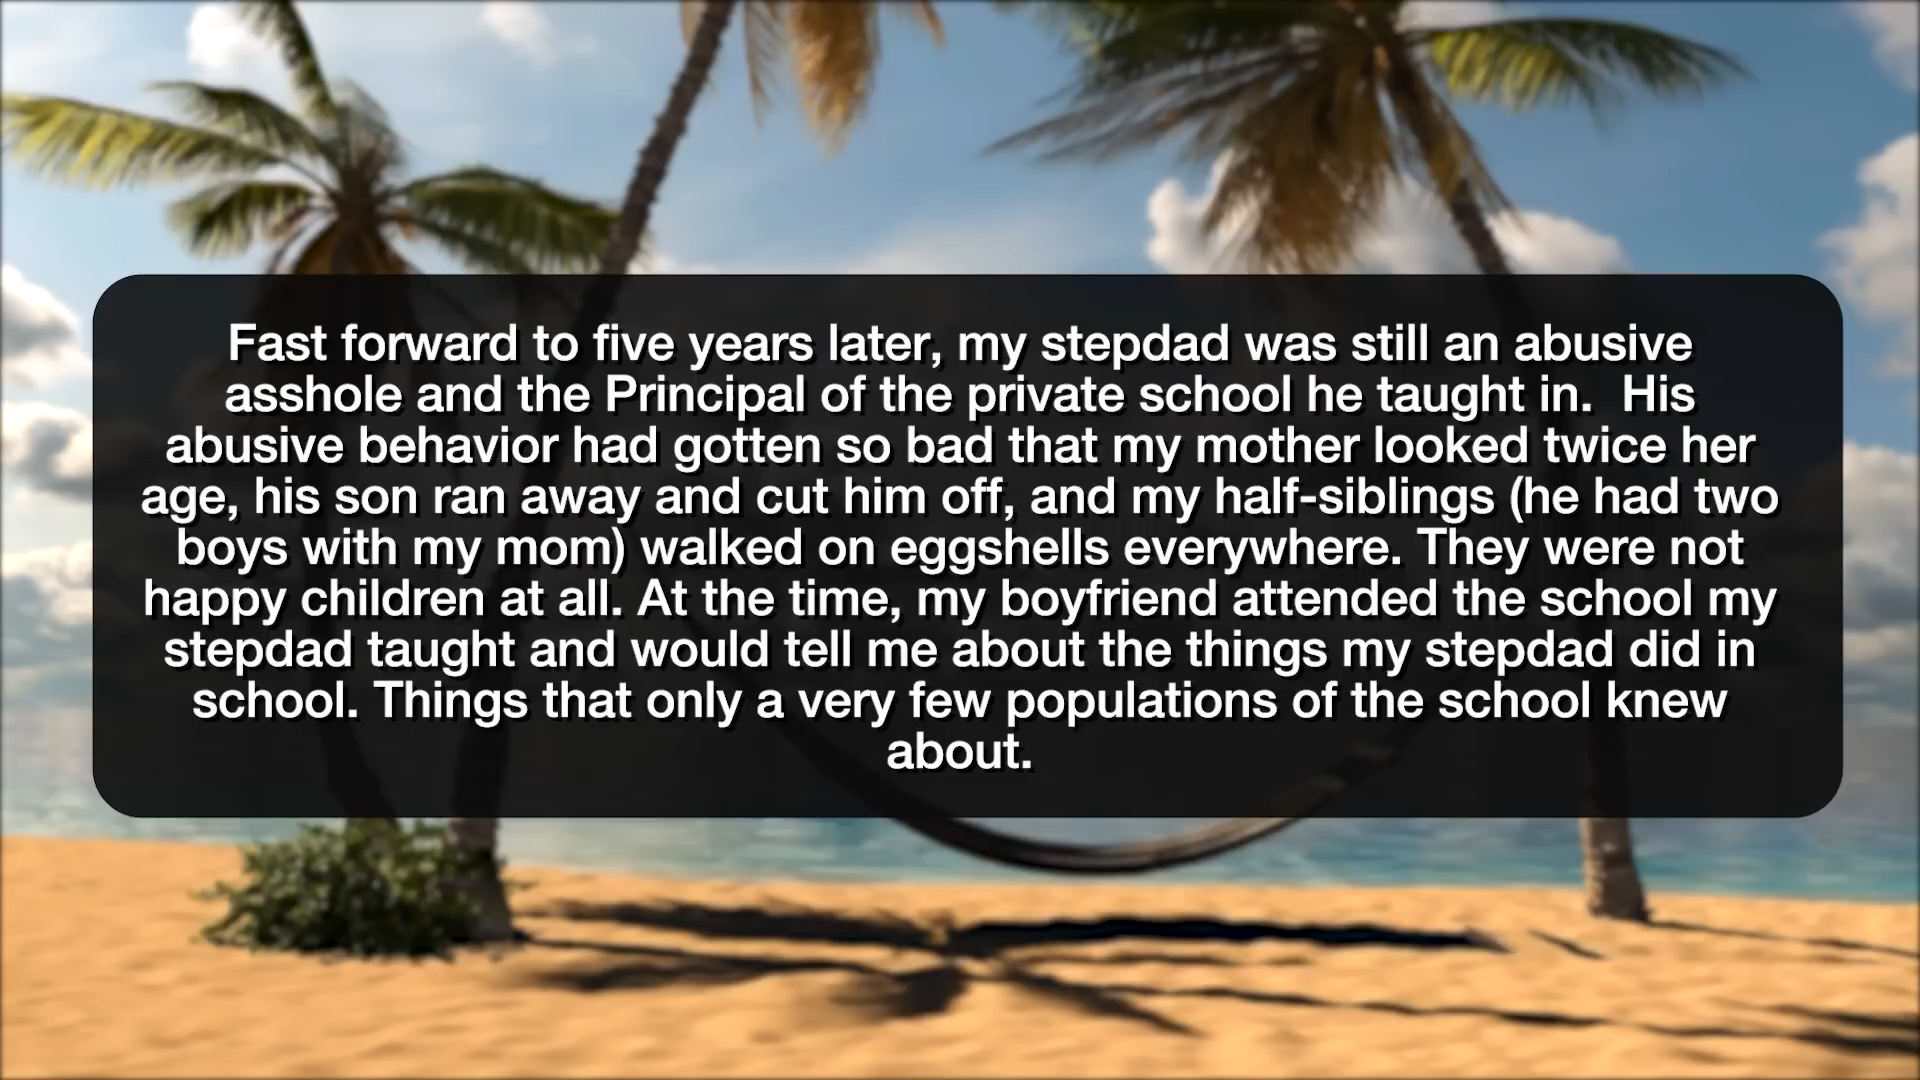 Fast forward to five years later, my stepdad was still an abusive
asshole and the Principal of the private school he taught in.  His
abusive behavior had gotten so bad that my mother looked twice her
age, his son ran away and cut him off, and my half-siblings (he had two
boys with my mom) walked on eggshells everywhere. They were not
happy children at all. At the time, my boyfriend attended the school my
stepdad taught and would tell me about the things my stepdad did in
school. Things that only a very few populations of the school knew
about.